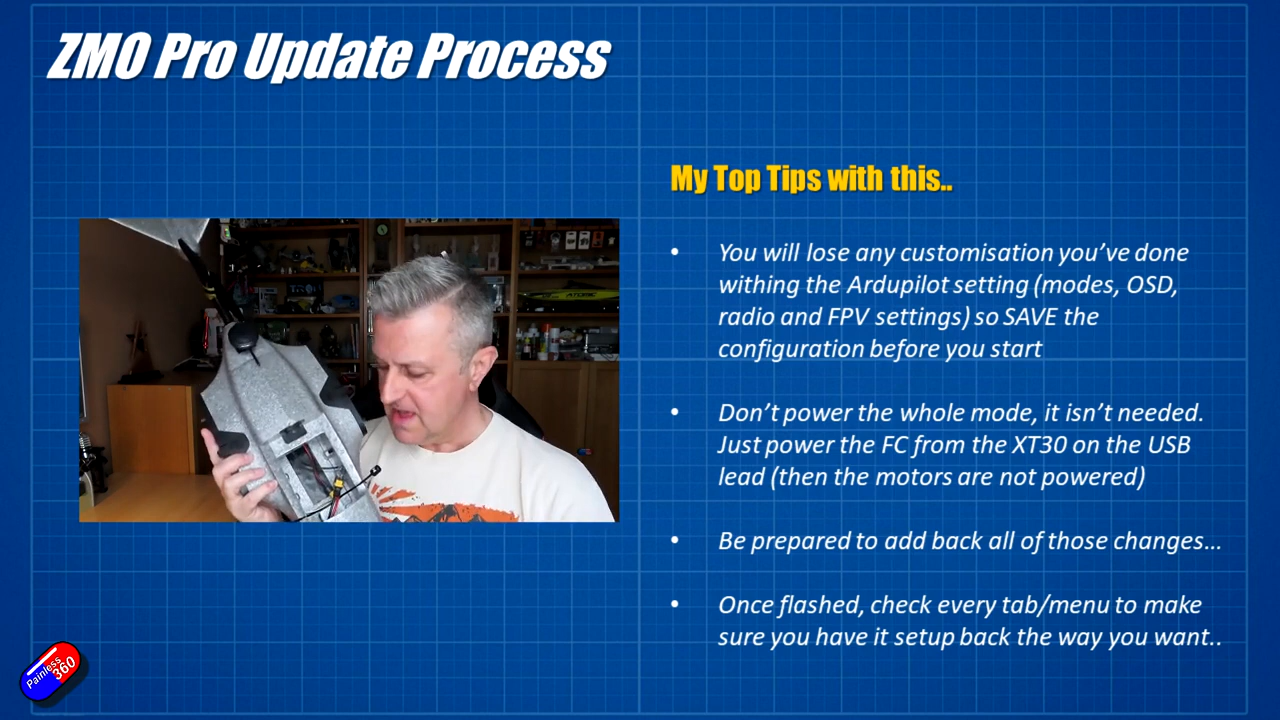 ZMO Pro Update Process
My Top Tips with this..
• You will lose any customisation you’ve done
withing the Ardupilot setting (modes, OSD,
radio and FPV settings) so SAVE the
configuration before you start
• Don’t power the whole mode, it isn’t needed.
Just power the FC from the XT30 on the USB
lead (then the motors are not powered)
• Be prepared to add back all of those changes…
• Once flashed, check every tab/menu to make
sure you have it setup back the way you want..
Painless
360